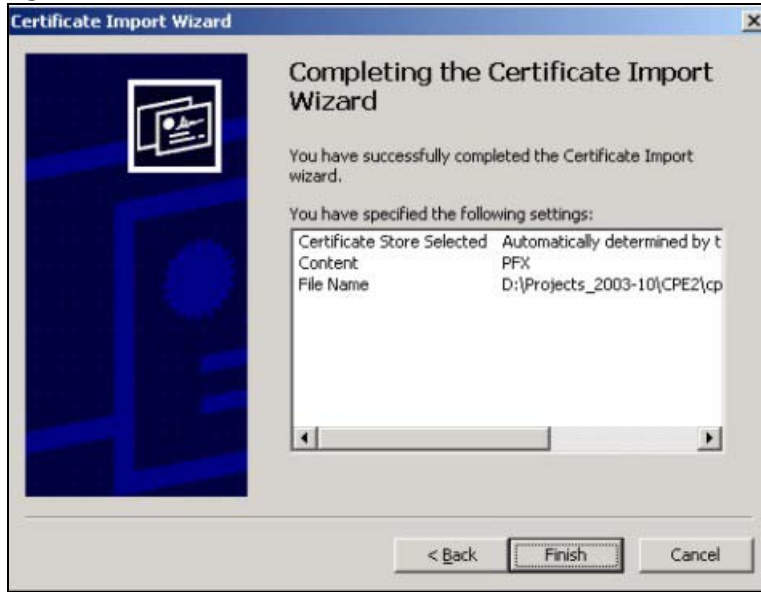 Certificate Import Wizard
Completing the Certificate Import
Wizard
You have successfully completed the Certificate Import
wizard.
You have specified the following settings:
Certificate Store Selected Automatically determined by t
Content PFX
File Name D:\Projects_2003-10\CPE2\cp
< Back Finish Cancel